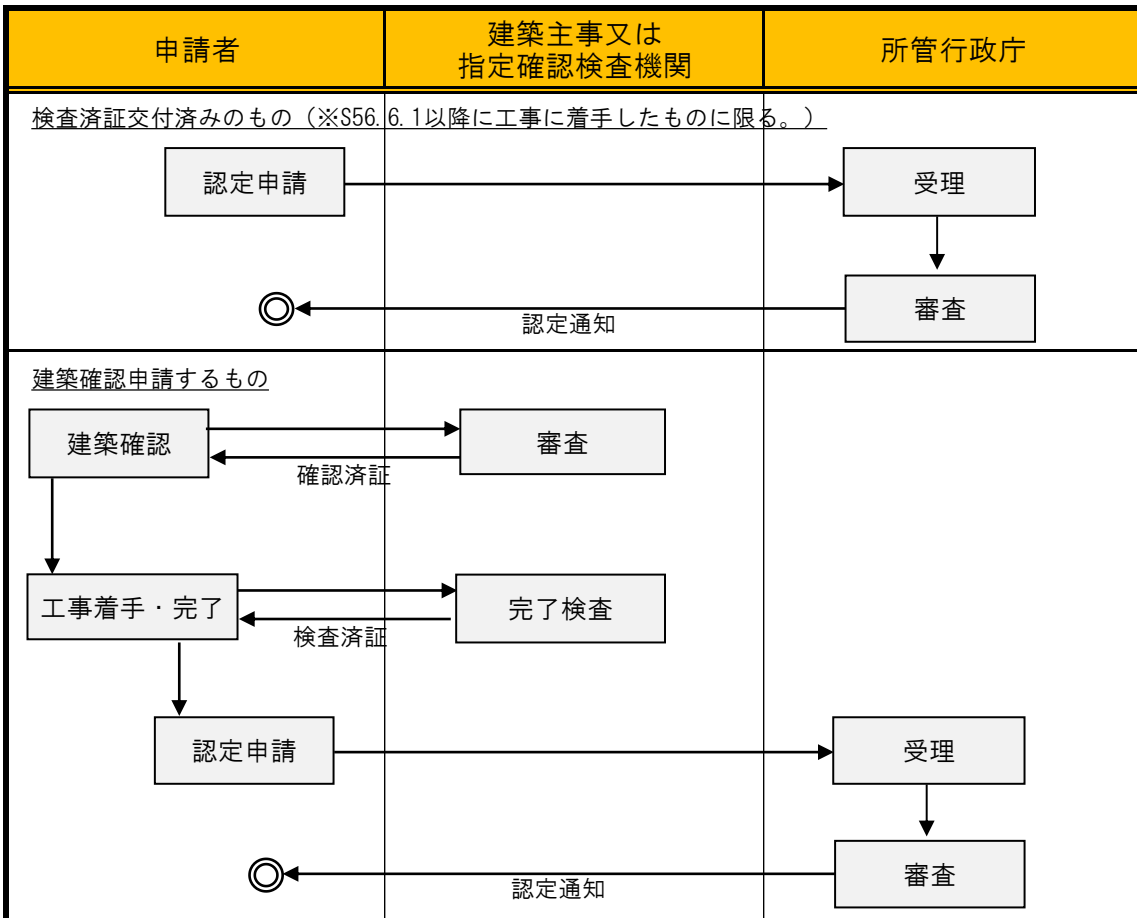 申請者
建築主事又は
指定確認検査機関
所管行政庁
検査済証交付済みのもの（※S56.6.1以降に工事に着手したものに限る。）
認定申請
受理
審査
認定通知
建築確認申請するもの
建築確認
審査
確認済証
工事着手・完了
完了検査
検査済証
認定申請
受理
審査
認定通知